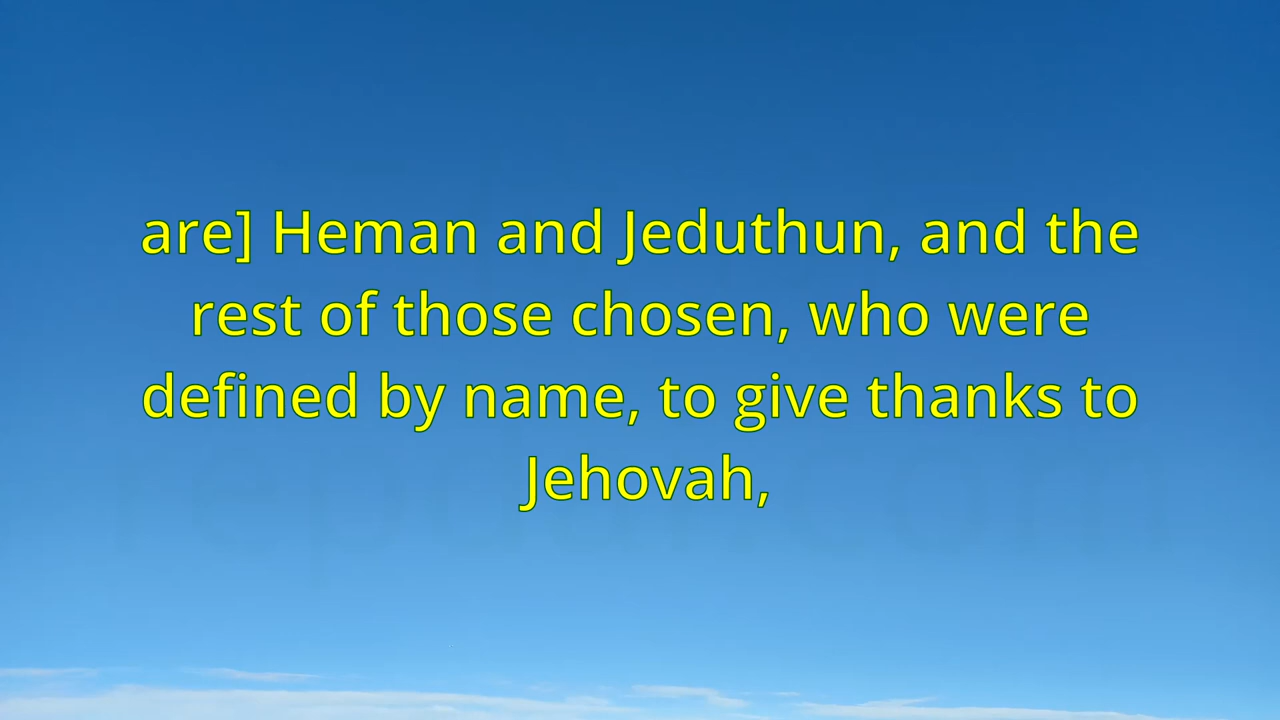 are] Heman and Jeduthun, and the
rest of those chosen, who were
defined by name, to give thanks to
Jehovah,